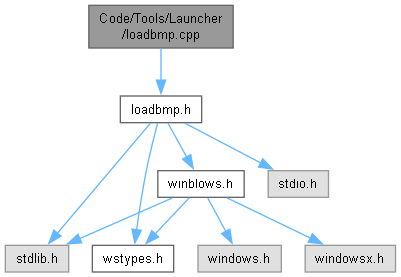 Code/Tools/Launcher
/loadbmp.cpp
loadbmp.h
winblows.h
stdio.h
stdlib.h
wstypes.h
windows.h
windowsx.h